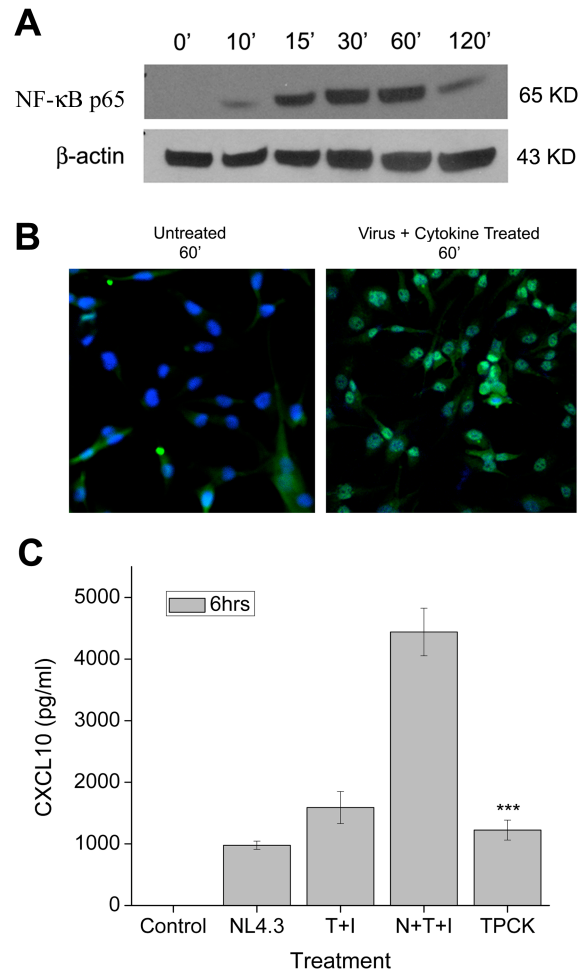 A
0’ 10’ 15’ 30’ 60’ 120’
NF-κB p65
65 KD
β-actin
43 KD
B
Untreated
60’
Virus + Cytokine Treated
60’
C
6hrs
5000
4000
3000
2000
1000
0
CXCL10 (pg/ml)
***
Control NL4.3 T+I N+T+I TPCK
Treatment